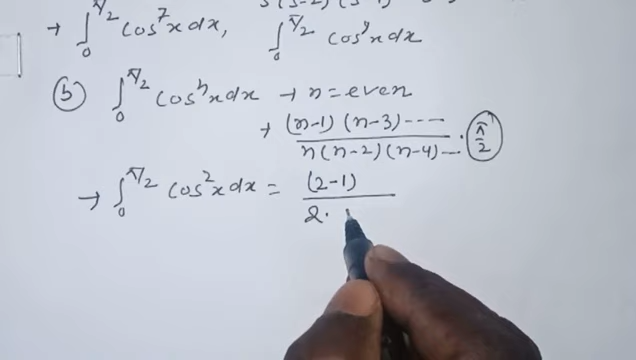 → ∫₀^π/2 cos⁷x dx, ∫₀^π/2 cos⁹x dx
(b) ∫₀^π/2 cosⁿx dx → n = even
→ (n-1) (n-3) ---- / n (n-2) (n-4) --- · π/2
→ ∫₀^π/2 cos²x dx = (2-1) / 2 ·